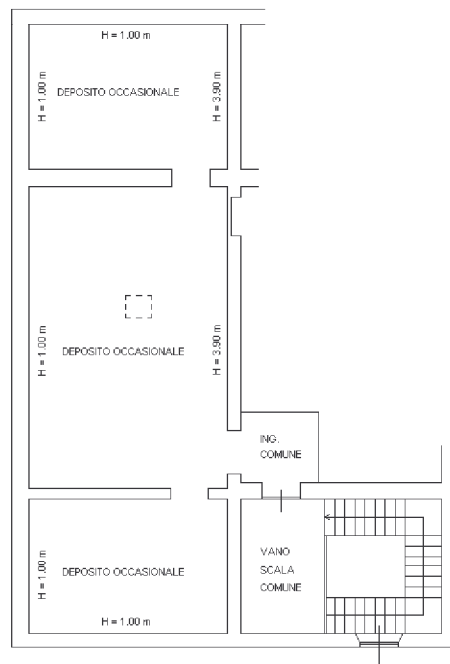 H = 1.00 m
H = 1.00 m
DEPOSITO OCCASIONALE
H = 3.90 m
H = 1.00 m
DEPOSITO OCCASIONALE
H = 3.90 m
ING.
COMUNE
H = 1.00 m
DEPOSITO OCCASIONALE
H = 1.00 m
VANO
SCALA
COMUNE